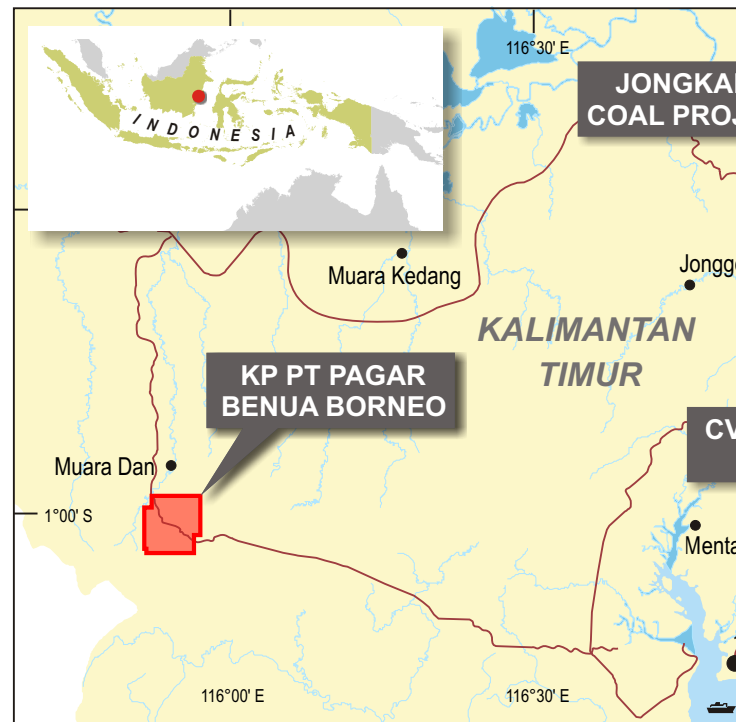 116°30' E
INDONESIA
JONGKA
COAL PROJ
Muara Kedang
Jongg
KALIMANTAN
TIMUR
KP PT PAGAR
BENUA BORNEO
CV
Muara Dan
1°00' S
Menta
116°00' E
116°30' E